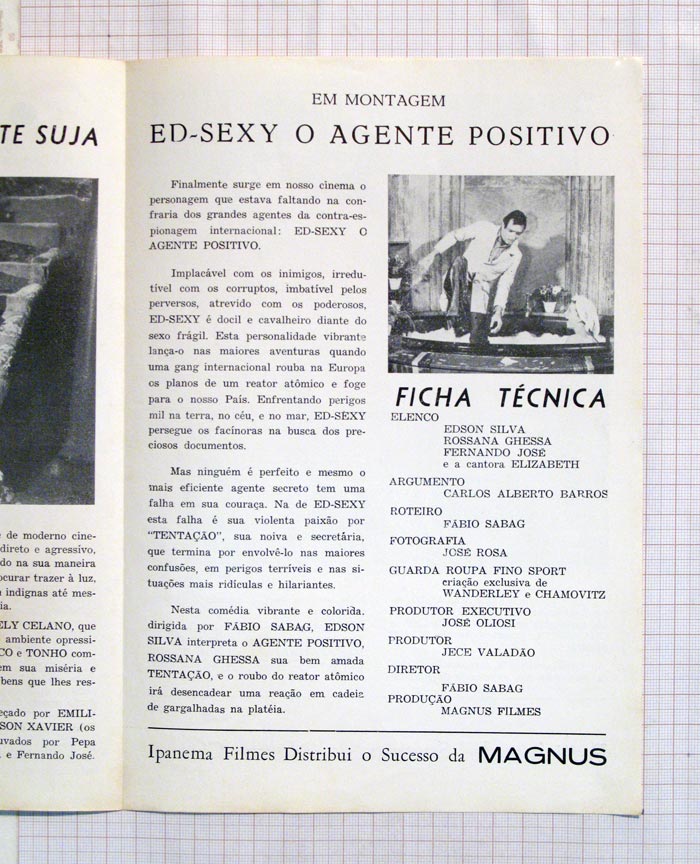 TE SUJA
de moderno cine-
direto e agressivo,
do na sua maneira
ocurar trazer à luz,
indignas até mes-
ia.
ELY CELANO, que
ambiente opressi-
CO e TONHO com-
em sua miséria e
bens que lhes res-
eçado por EMILI-
SON XAVIER (os
uvados por Pepa
e Fernando José.
EM MONTAGEM
ED-SEXY O AGENTE POSITIVO
Finalmente surge em nosso cinema o
personagem que estava faltando na con-
fraria dos grandes agentes da contra-es-
pionagem internacional: ED-SEXY O
AGENTE POSITIVO.
Implacável com os inimigos, irredu-
tível com os corruptos, imbatível pelos
perversos, atrevido com os poderosos,
ED-SEXY é docil e cavalheiro diante do
sexo frágil. Esta personalidade vibrante
lança-o nas maiores aventuras quando
uma gang internacional rouba na Europa
os planos de um reator atômico e foge
para o nosso País. Enfrentando perigos
mil na terra, no céu, e no mar, ED-SEXY
persegue os facínoras na busca dos pre-
ciosos documentos.
Mas ninguém é perfeito e mesmo o
mais eficiente agente secreto tem uma
falha em sua couraça. Na de ED-SEXY
esta falha é sua violenta paixão por
"TENTAÇÃO", sua noiva e secretária,
que termina por envolvê-lo nas maiores
confusões, em perigos terríveis e nas si-
tuações mais ridículas e hilariantes.
Nesta comédia vibrante e colorida.
dirigida por FÁBIO SABAG, EDSON
SILVA interpreta o AGENTE POSITIVO,
ROSSANA GHESSA sua bem amada
TENTAÇÃO, e o roubo do reator atômico
irá desencadear uma reação em cadeia
de gargalhadas na platéia.
FICHA TÉCNICA
ELENCO
EDSON SILVA
ROSSANA GHESSA
FERNANDO JOSÉ
e a cantora ELIZABETH
ARGUMENTO
CARLOS ALBERTO BARROS
ROTEIRO
FÁBIO SABAG
FOTOGRAFIA
JOSÉ ROSA
GUARDA ROUPA FINO SPORT
criação exclusiva de
WANDERLEY e CHAMOVITZ
PRODUTOR EXECUTIVO
JOSÉ OLIOSI
PRODUTOR
JECE VALADÃO
DIRETOR
FÁBIO SABAG
PRODUÇÃO
MAGNUS FILMES
Ipanema Filmes Distribui o Sucesso da MAGNUS